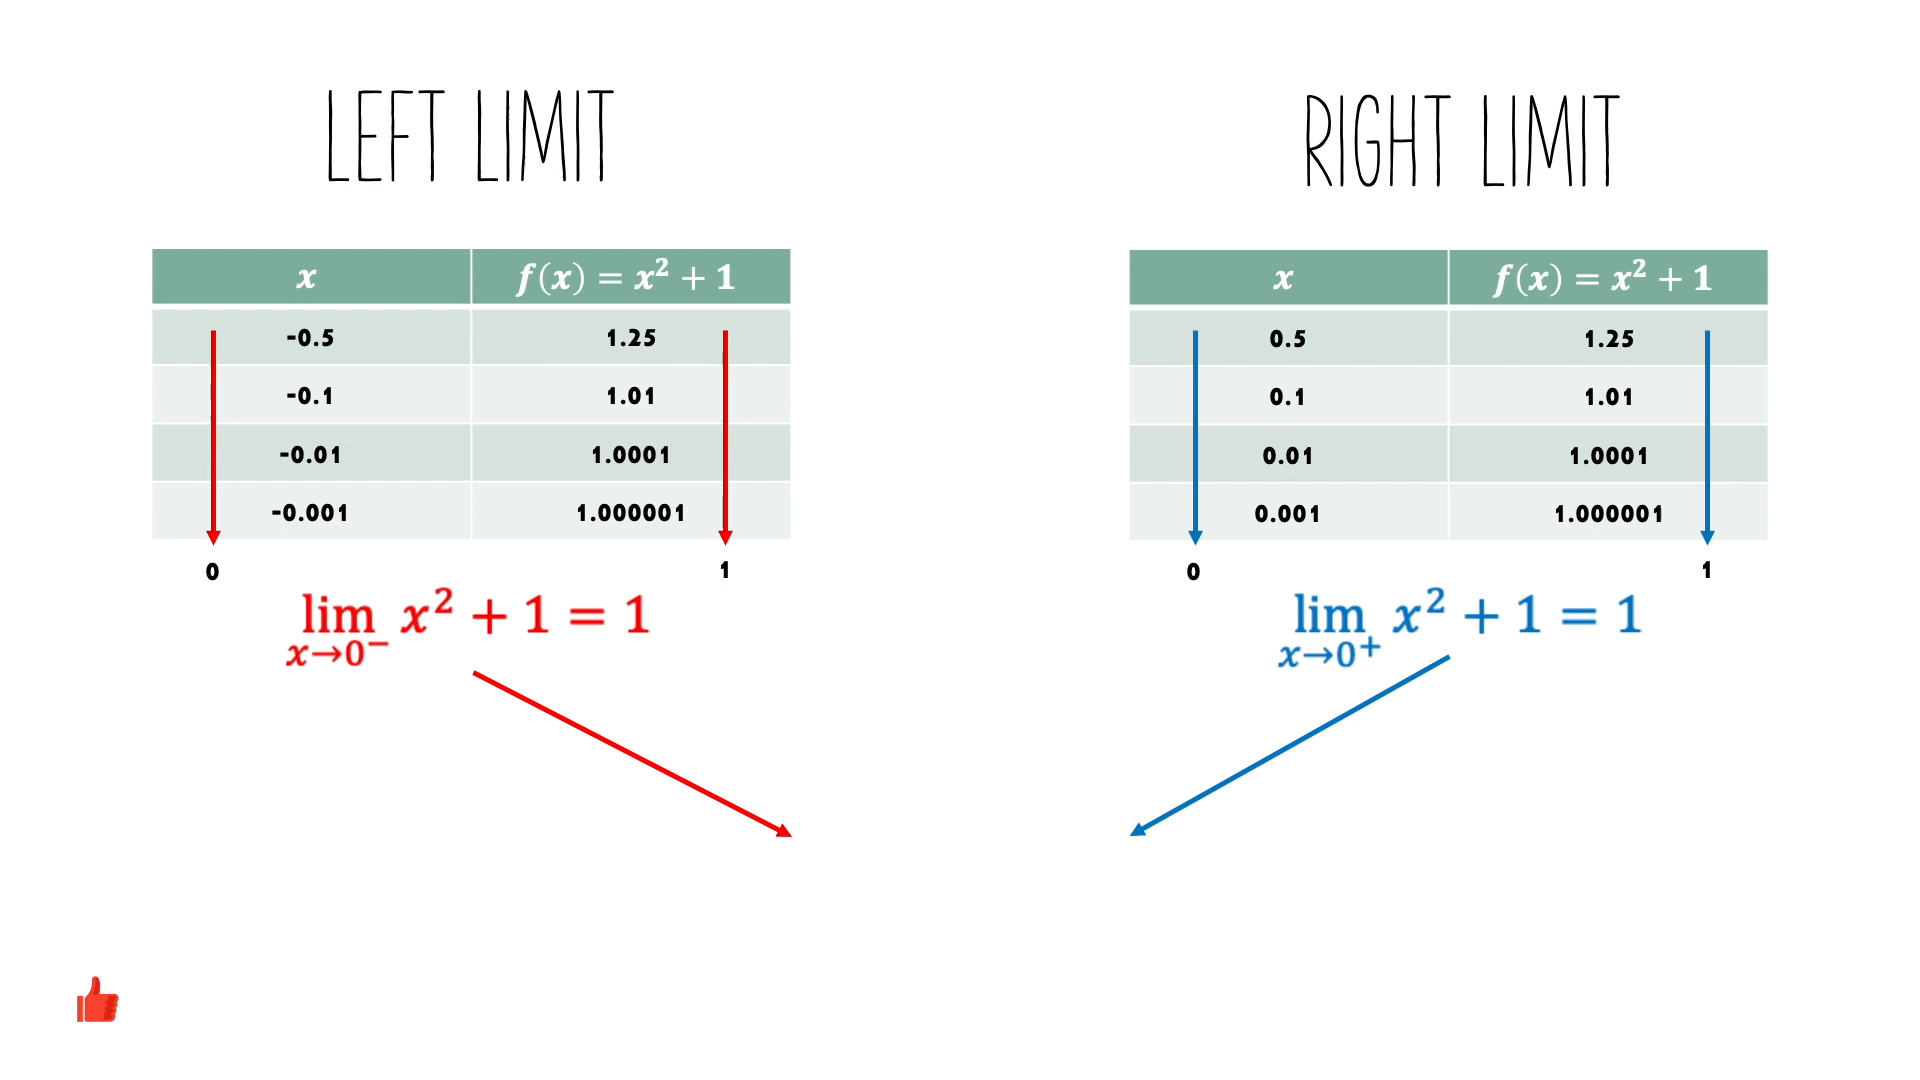 LEFT LIMIT
x f(x) = x² + 1
-0.5 1.25
-0.1 1.01
-0.01 1.0001
-0.001 1.000001
0 1
lim x² + 1 = 1
x→0⁻
RIGHT LIMIT
x f(x) = x² + 1
0.5 1.25
0.1 1.01
0.01 1.0001
0.001 1.000001
0 1
lim x² + 1 = 1
x→0⁺